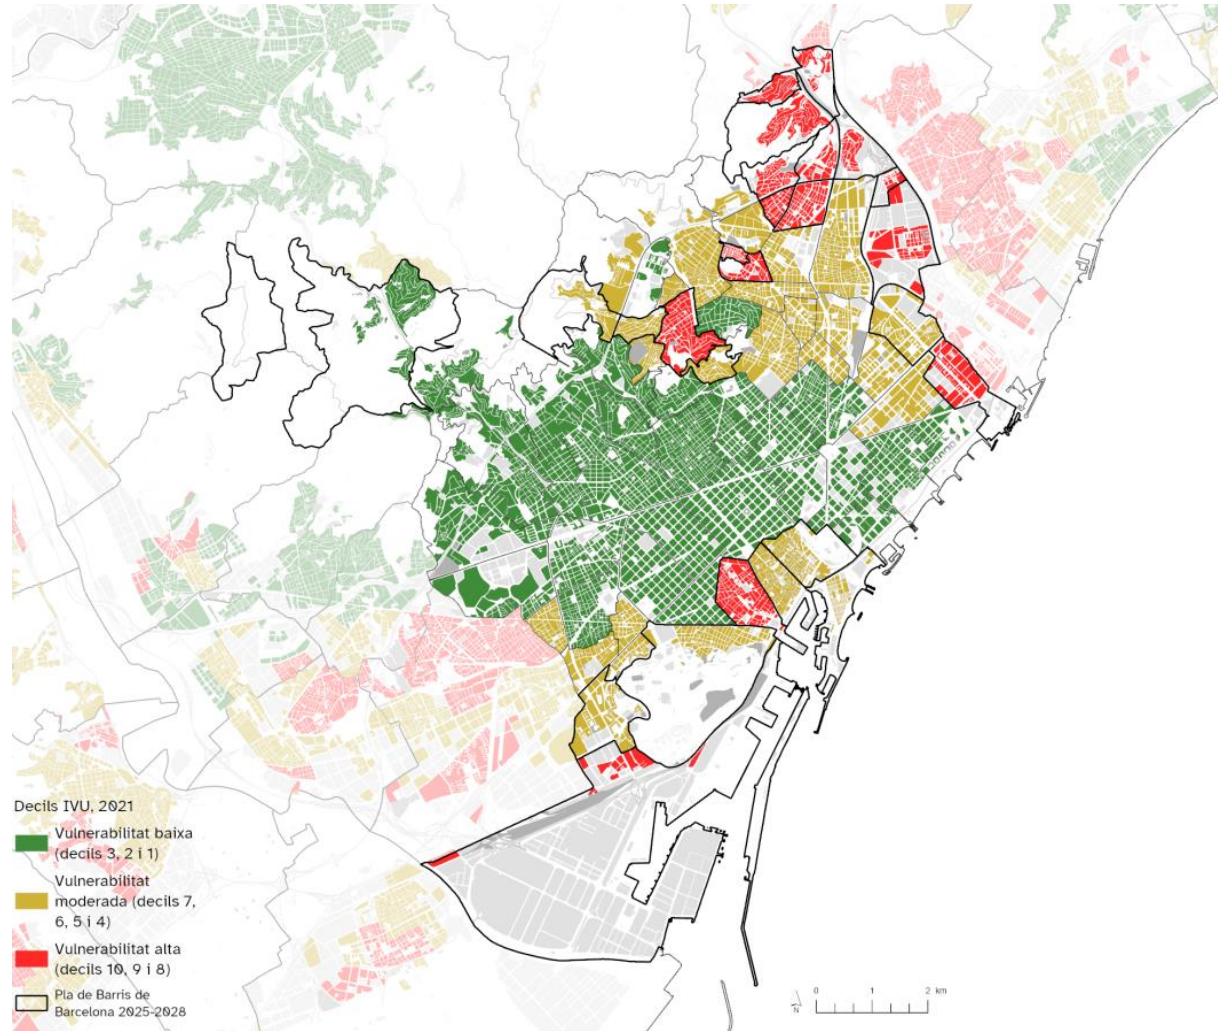 Decils IVU, 2021
Vulnerabilitat baixa
(decils 3, 2 i 1)
Vulnerabilitat
moderada (decils 7,
6, 5 i 4)
Vulnerabilitat alta
(decils 10, 9 i 8)
Pla de Barris de
Barcelona 2025-2028
N
0 1 2 km